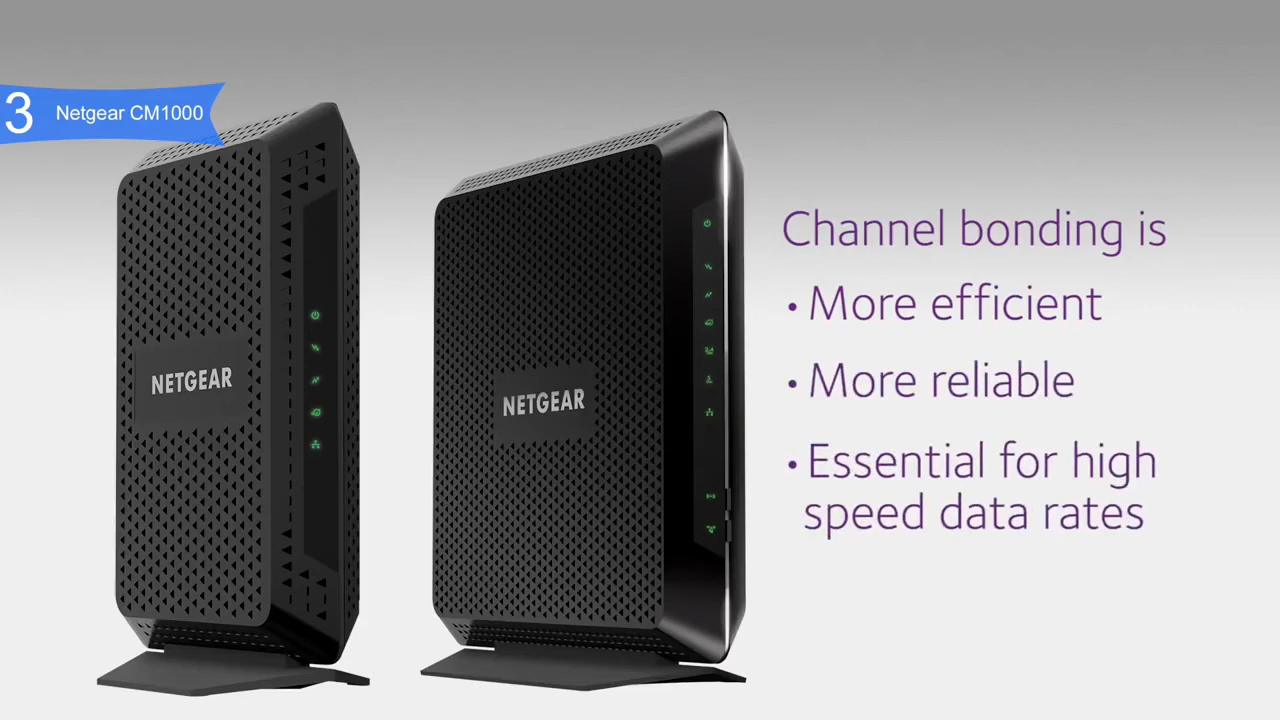 3 Netgear CM1000
NETGEAR
NETGEAR
Channel bonding is
• More efficient
• More reliable
• Essential for high
speed data rates